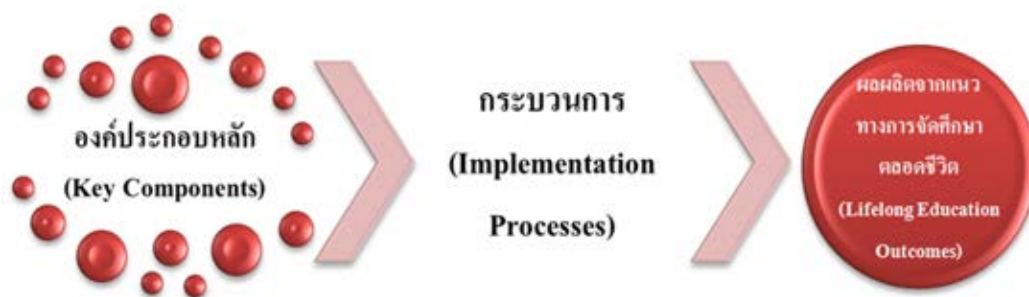 องค์ประกอบหลัก
(Key Components)
กระบวนการ
(Implementation
Processes)
ผลผลิตจากแนว
ทางการจัดศึกษา
ตลอดชีวิต
(Lifelong Education
Outcomes)